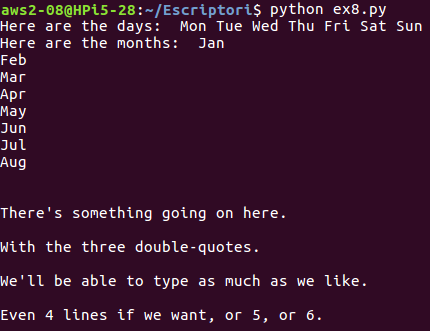 aws2-08@HPi5-28:~/Escriptori$ python ex8.py
Here are the days:  Mon Tue Wed Thu Fri Sat Sun
Here are the months:  Jan
Feb
Mar
Apr
May
Jun
Jul
Aug
There's something going on here.
With the three double-quotes.
We'll be able to type as much as we like.
Even 4 lines if we want, or 5, or 6.